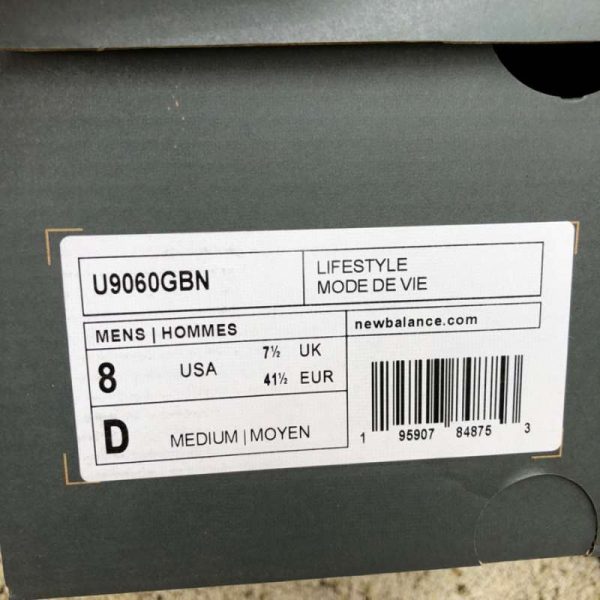 U9060GBN
LIFESTYLE
MODE DE VIE
MENS | HOMMES
newbalance.com
8 USA 7½ UK
41½ EUR
D MEDIUM | MOYEN
1 95907 84875 3